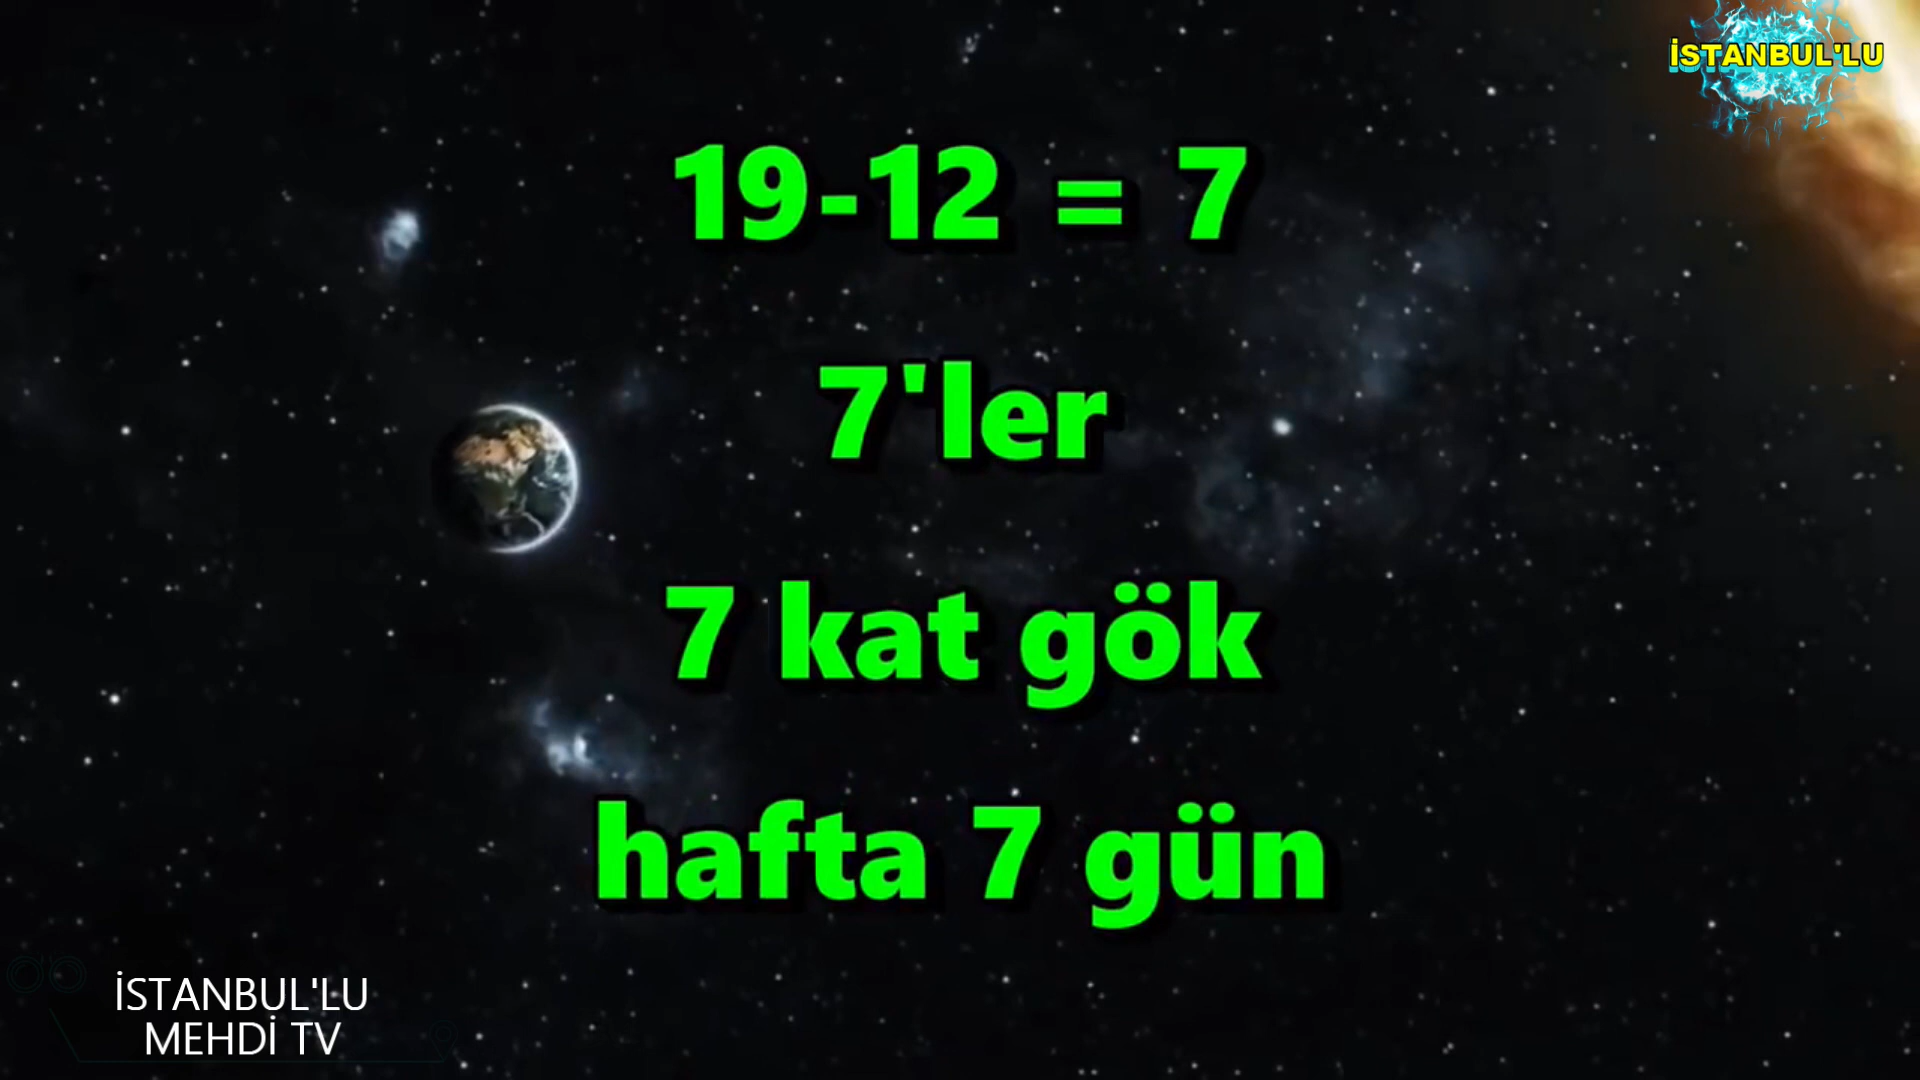 İSTANBUL'LU
19-12 = 7
7'ler
7 kat gök
hafta 7 gün
İSTANBUL'LU
MEHDİ TV